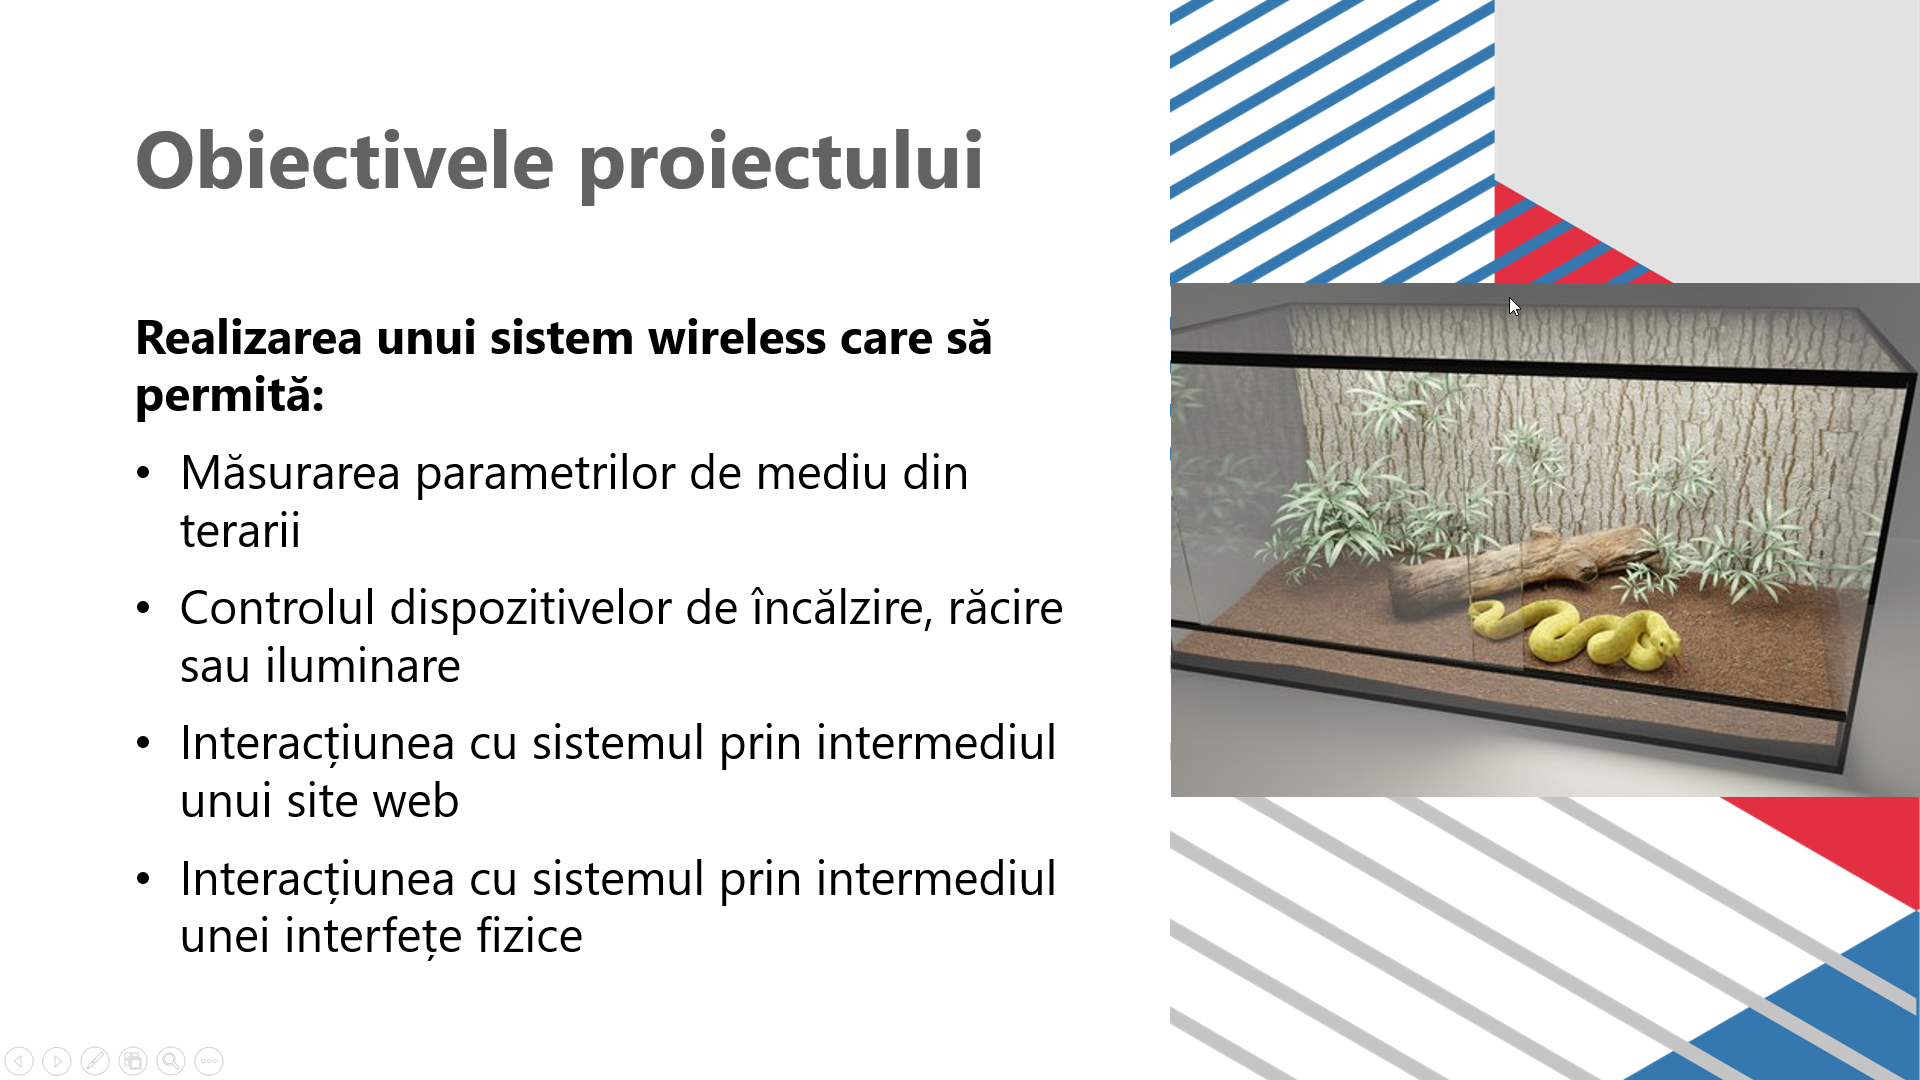 Obiectivele proiectului
Realizarea unui sistem wireless care să
permită:
• Măsurarea parametrilor de mediu din
terarii
• Controlul dispozitivelor de încălzire, răcire
sau iluminare
• Interacțiunea cu sistemul prin intermediul
unui site web
• Interacțiunea cu sistemul prin intermediul
unei interfețe fizice